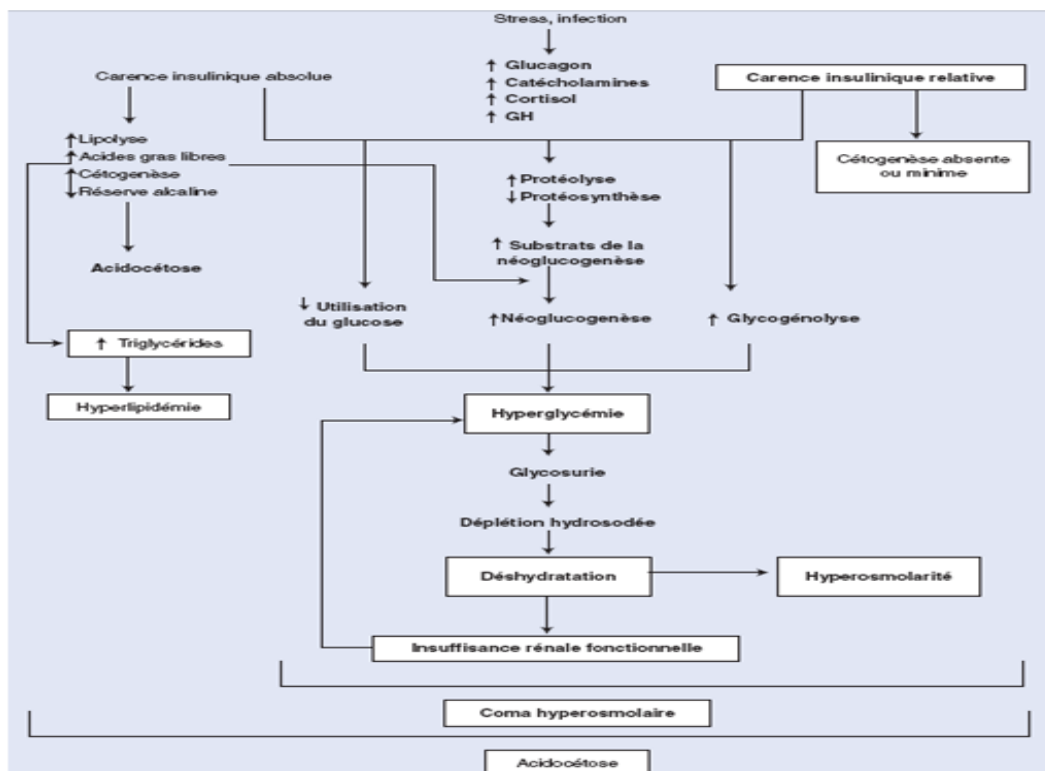 Stress, infection
Carence insulinique absolue
↑ Glucagon
↑ Catécholamines
↑ Cortisol
↑ GH
Carence insulinique relative
↑ Lipolyse
↑ Acides gras libres
↑ Cétogenèse
↓ Réserve alcaline
Cétogenèse absente
ou minime
↑ Protéolyse
↓ Protéosynthèse
Acidocétose
↑ Substrats de la
néoglucogenèse
↓ Utilisation
du glucose
↑ Néoglucogenèse
↑ Glycogénolyse
↑ Triglycérides
Hyperlipidémie
Hyperglycémie
Glycosurie
Déplétion hydrosodée
Déshydratation
Hyperosmolarité
Insuffisance rénale fonctionnelle
Coma hyperosmolaire
Acidocétose